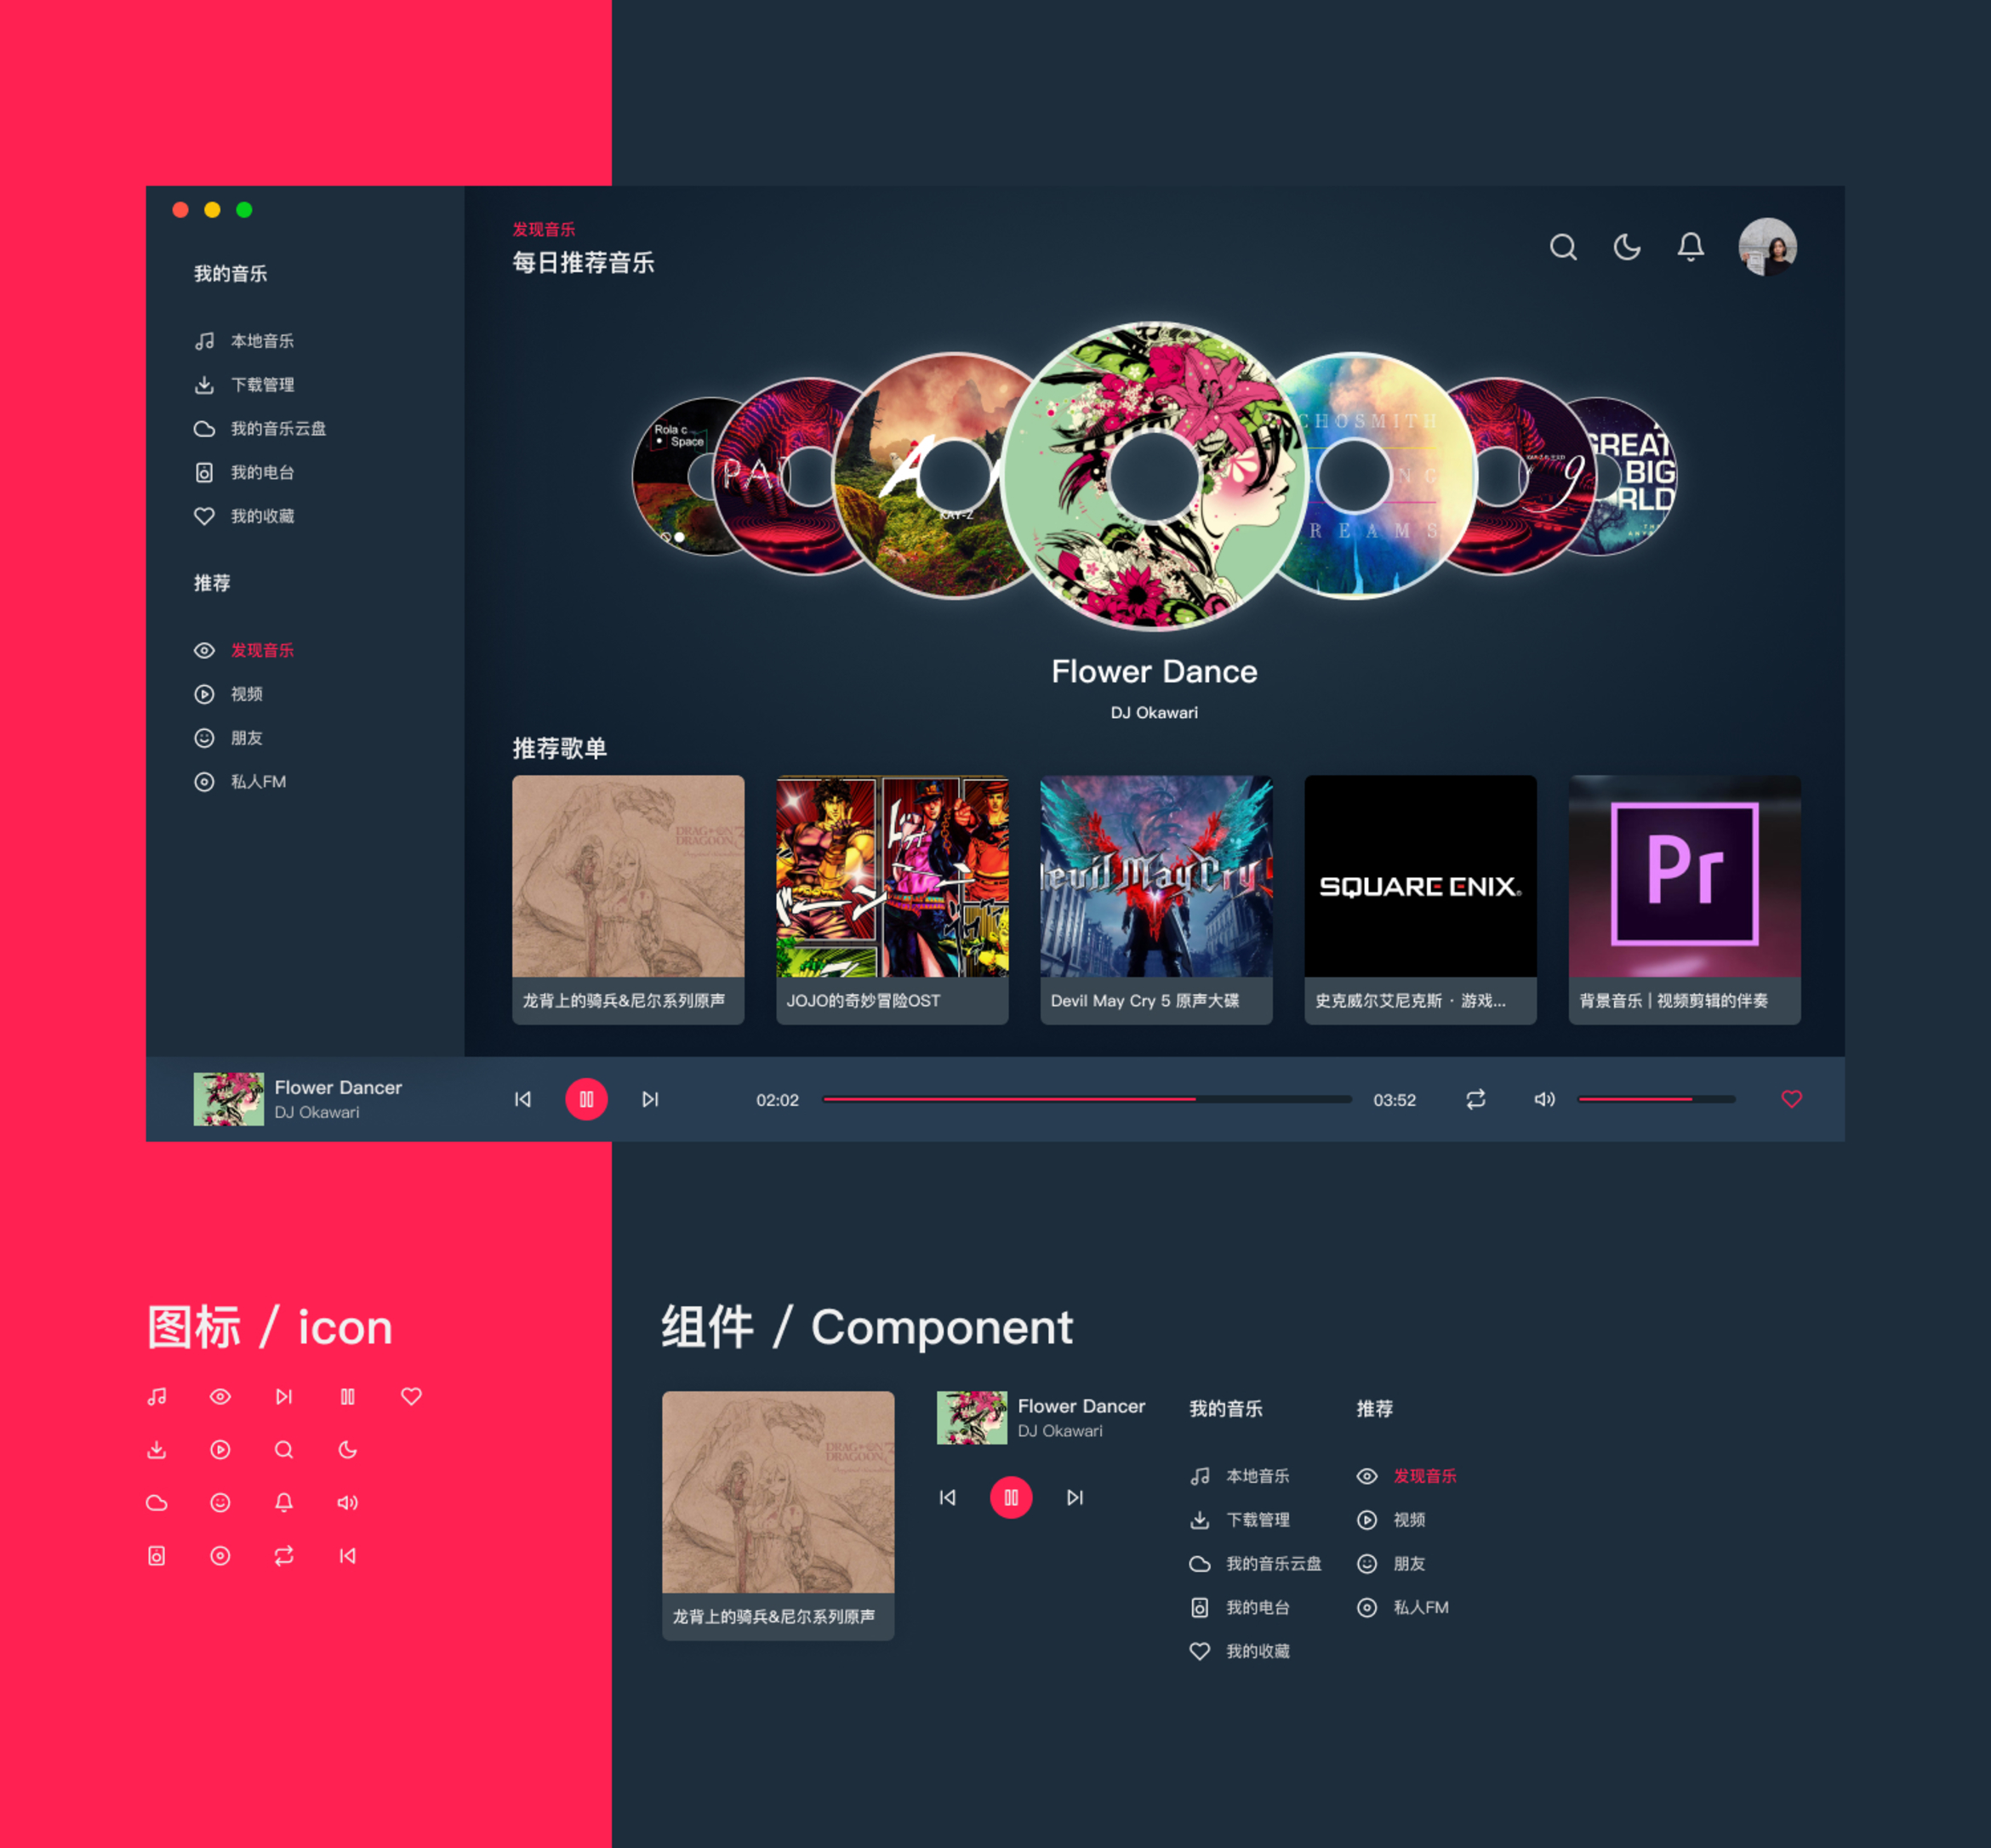 我的音乐
本地音乐
下载管理
我的音乐云盘
我的电台
我的收藏
推荐
发现音乐
视频
朋友
私人FM
发现音乐
每日推荐音乐
Space
CHOSMITH
REAMS
GREAT
BIG
Flower Dance
DJ Okawari
推荐歌单
DRAG+ON
DRAGOON
Devil May Cry
SQUARE ENIX
Pr
龙背上的骑兵&尼尔系列原声
JOJO的奇妙冒险OST
Devil May Cry 5 原声大碟
史克威尔艾尼克斯 · 游戏...
背景音乐 | 视频剪辑的伴奏
Flower Dancer
DJ Okawari
02:02
03:52
图标 / icon
组件 / Component
DRAG+ON
DRAGOON
龙背上的骑兵&尼尔系列原声
Flower Dancer
DJ Okawari
我的音乐
本地音乐
下载管理
我的音乐云盘
我的电台
我的收藏
推荐
发现音乐
视频
朋友
私人FM